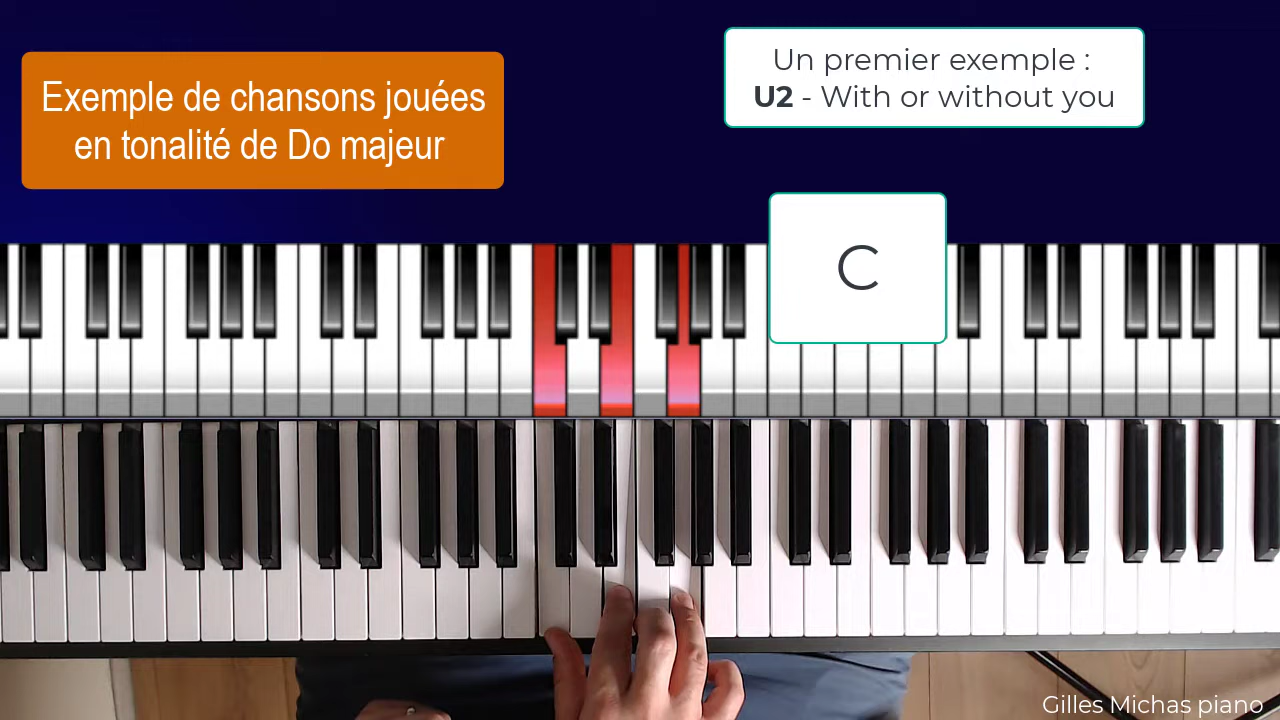 Exemple de chansons jouées
en tonalité de Do majeur
Un premier exemple :
U2 - With or without you
C
Gilles Michas piano